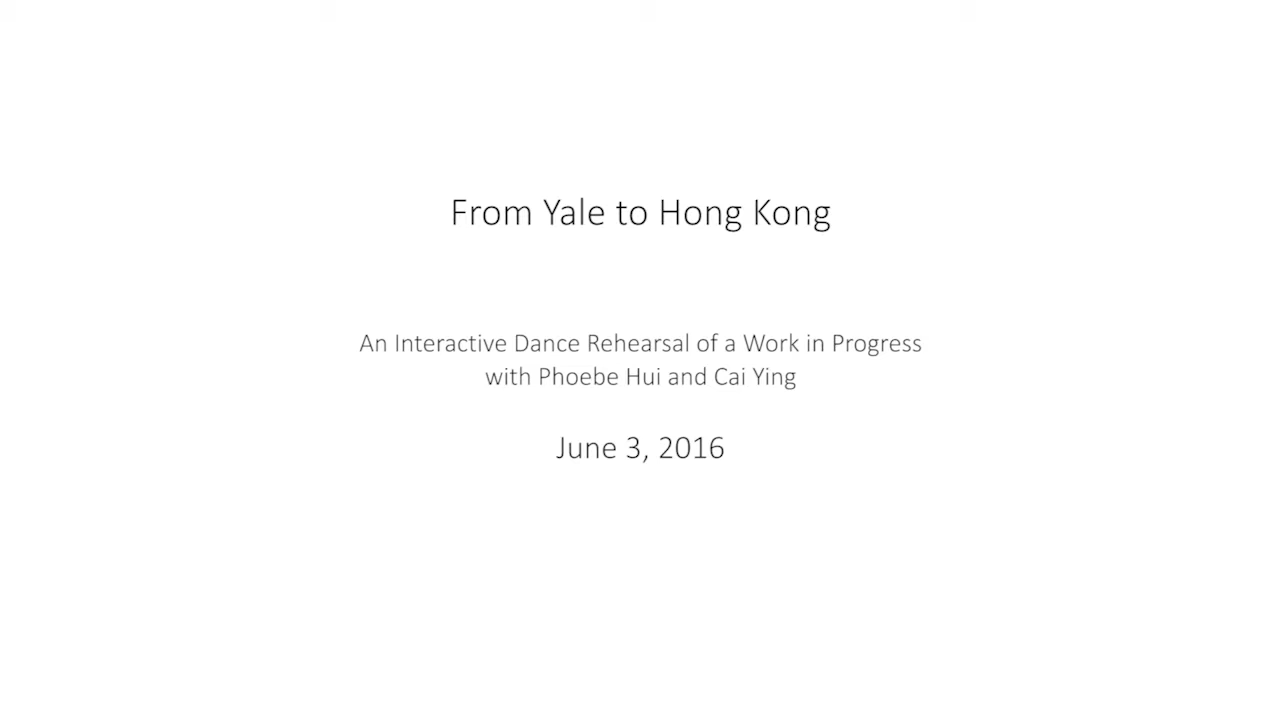 From Yale to Hong Kong
An Interactive Dance Rehearsal of a Work in Progress
with Phoebe Hui and Cai Ying
June 3, 2016